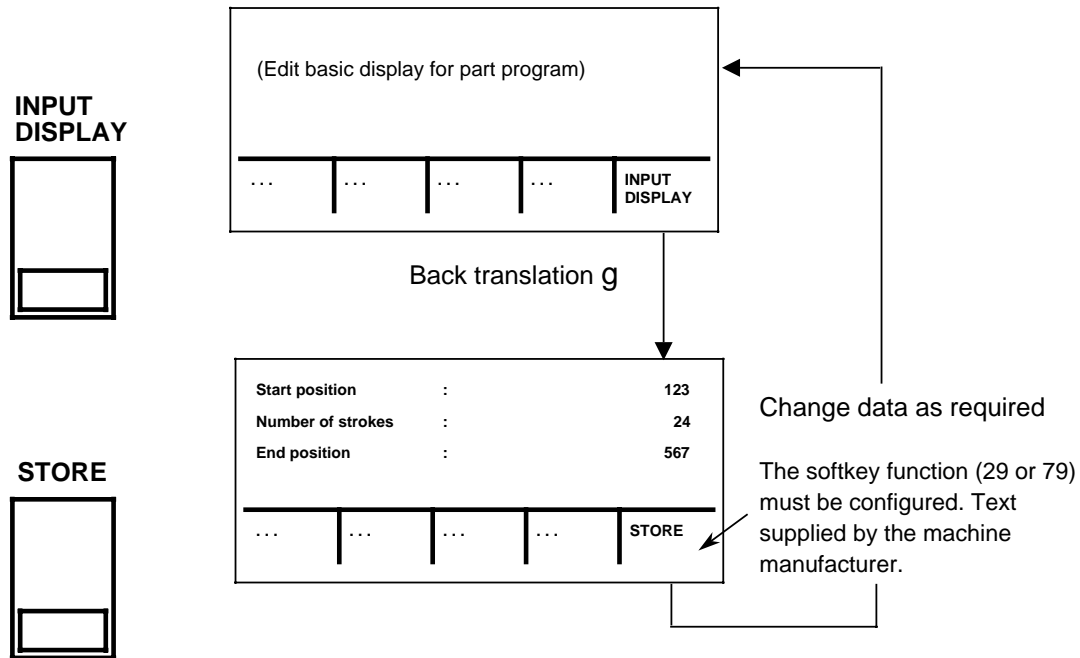 (Edit basic display for part program)
INPUT
DISPLAY
. . .
. . .
. . .
. . .
INPUT
DISPLAY
Back translation g
Start position : 123
Number of strokes : 24
End position : 567
Change data as required
STORE
The softkey function (29 or 79)
must be configured. Text
supplied by the machine
manufacturer.
. . .
. . .
. . .
. . .
STORE